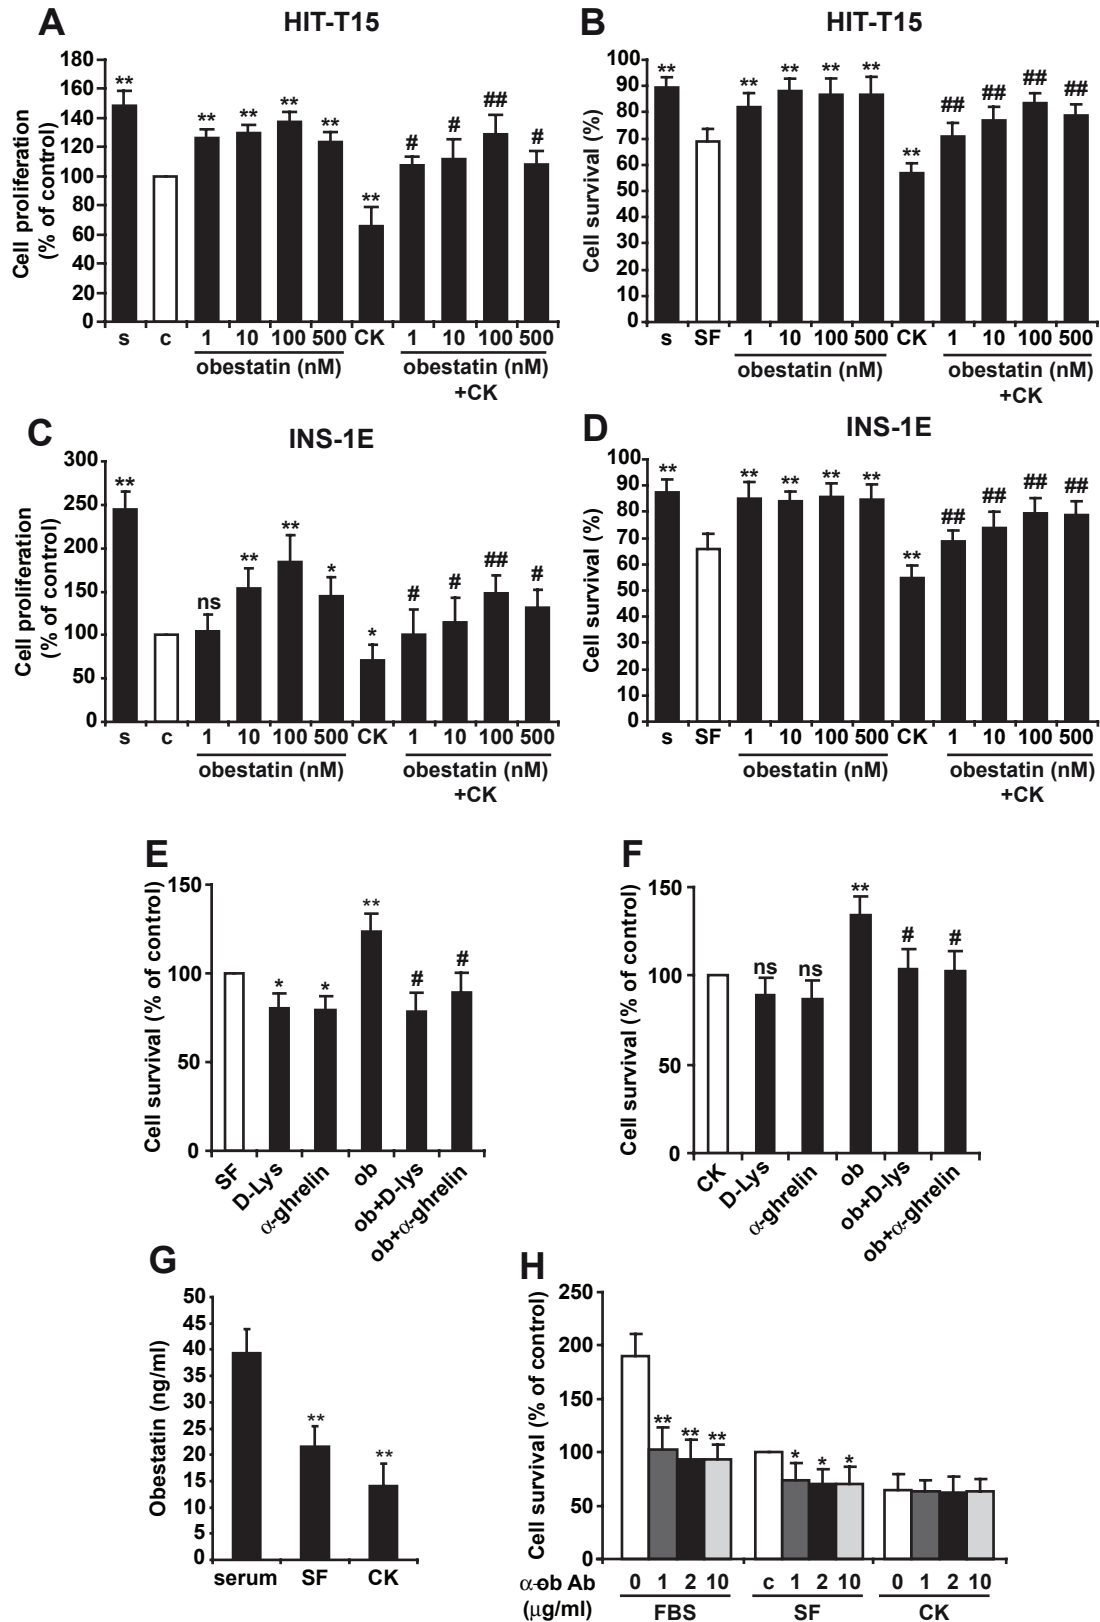 A
HIT-T15
Cell proliferation
(% of control)
180
160
140
120
100
80
60
40
20
0
** ** ** ** ** ** # # ## #
s c 1 10 100 500 CK 1 10 100 500
obestatin (nM) obestatin (nM)
+CK
B
HIT-T15
Cell survival (%)
100
90
80
70
60
50
40
30
20
10
0
** ** ** ** ** ** ## ## ## ##
s SF 1 10 100 500 CK 1 10 100 500
obestatin (nM) obestatin (nM)
+CK
C
INS-1E
Cell proliferation
(% of control)
300
250
200
150
100
50
0
** ns ** ** * * # # ## #
s c 1 10 100 500 CK 1 10 100 500
obestatin (nM) obestatin (nM)
+CK
D
INS-1E
Cell survival (%)
100
90
80
70
60
50
40
30
20
10
0
** ** ** ** ** ** ## ## ## ##
s SF 1 10 100 500 CK 1 10 100 500
obestatin (nM) obestatin (nM)
+CK
E
Cell survival (% of control)
150
100
50
0
* * ** # #
SF D-Lys α-ghrelin ob ob+D-lys ob+α-ghrelin
F
Cell survival (% of control)
150
100
50
0
ns ns ** # #
CK D-Lys α-ghrelin ob ob+D-lys ob+α-ghrelin
G
Obestatin (ng/ml)
50
45
40
35
30
25
20
15
10
5
0
** **
serum SF CK
H
Cell survival (% of control)
250
200
150
100
50
0
** ** ** * * *
α-ob Ab 0 1 2 10 c 1 2 10 0 1 2 10
(μg/ml) FBS SF CK